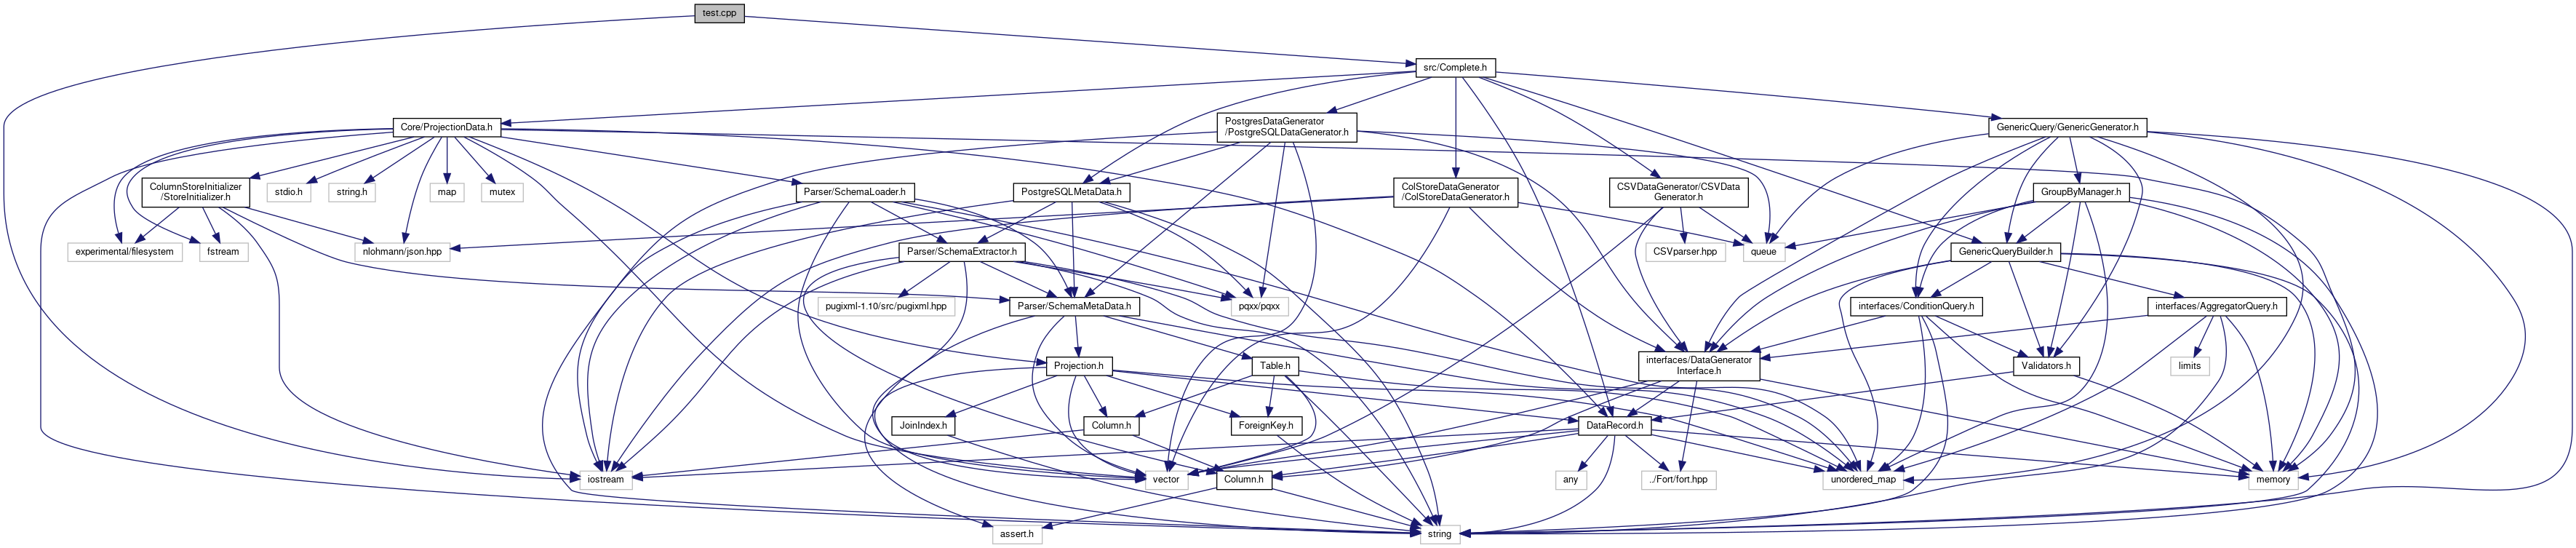 test.cpp
src/Complete.h
Core/ProjectionData.h
PostgresDataGenerator
/PostgreSQLDataGenerator.h
GenericQuery/GenericGenerator.h
ColumnStoreInitializer
/StoreInitializer.h
stdio.h
string.h
map
mutex
Parser/SchemaLoader.h
PostgreSQLMetaData.h
ColStoreDataGenerator
/ColStoreDataGenerator.h
CSVDataGenerator/CSVData
Generator.h
GroupByManager.h
experimental/filesystem
fstream
nlohmann/json.hpp
Parser/SchemaExtractor.h
CSVparser.hpp
queue
GenericQueryBuilder.h
pugixml-1.10/src/pugixml.hpp
Parser/SchemaMetaData.h
pqxx/pqxx
interfaces/ConditionQuery.h
interfaces/AggregatorQuery.h
Projection.h
Table.h
interfaces/DataGenerator
Interface.h
Validators.h
limits
JoinIndex.h
Column.h
ForeignKey.h
DataRecord.h
iostream
vector
Column.h
any
../Fort/fort.hpp
unordered_map
memory
assert.h
string